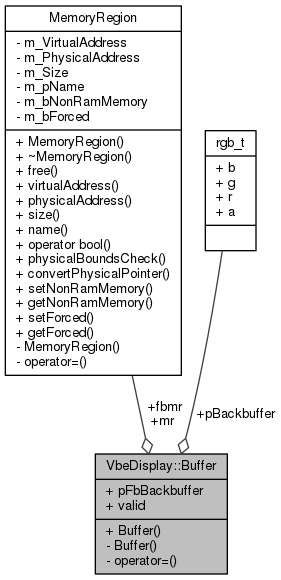 MemoryRegion
- m_VirtualAddress
- m_PhysicalAddress
- m_Size
- m_pName
- m_bNonRamMemory
- m_bForced
+ MemoryRegion()
+ ~MemoryRegion()
+ free()
+ virtualAddress()
+ physicalAddress()
+ size()
+ name()
+ operator bool()
+ physicalBoundsCheck()
+ convertPhysicalPointer()
+ setNonRamMemory()
+ getNonRamMemory()
+ setForced()
+ getForced()
- MemoryRegion()
- operator=()
rgb_t
+ b
+ g
+ r
+ a
+fbmr
+mr
+pBackbuffer
VbeDisplay::Buffer
+ pFbBackbuffer
+ valid
+ Buffer()
- Buffer()
- operator=()